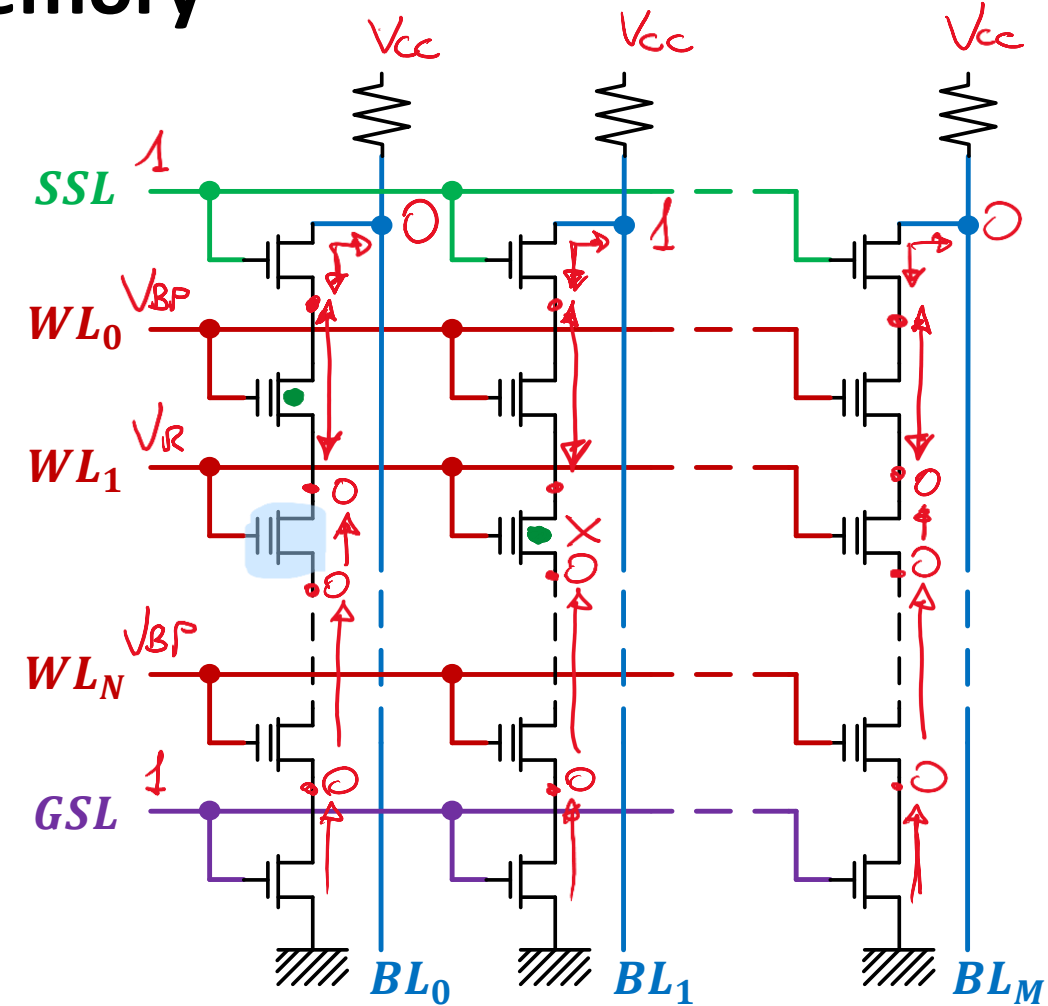 emory
Vcc Vcc Vcc
1
SSL
0 1 0
VBP
WL0
VR
WL1
0 0
X
0 0 0
VBP
WLN
1
0 0 0
GSL
BL0 BL1 BLM